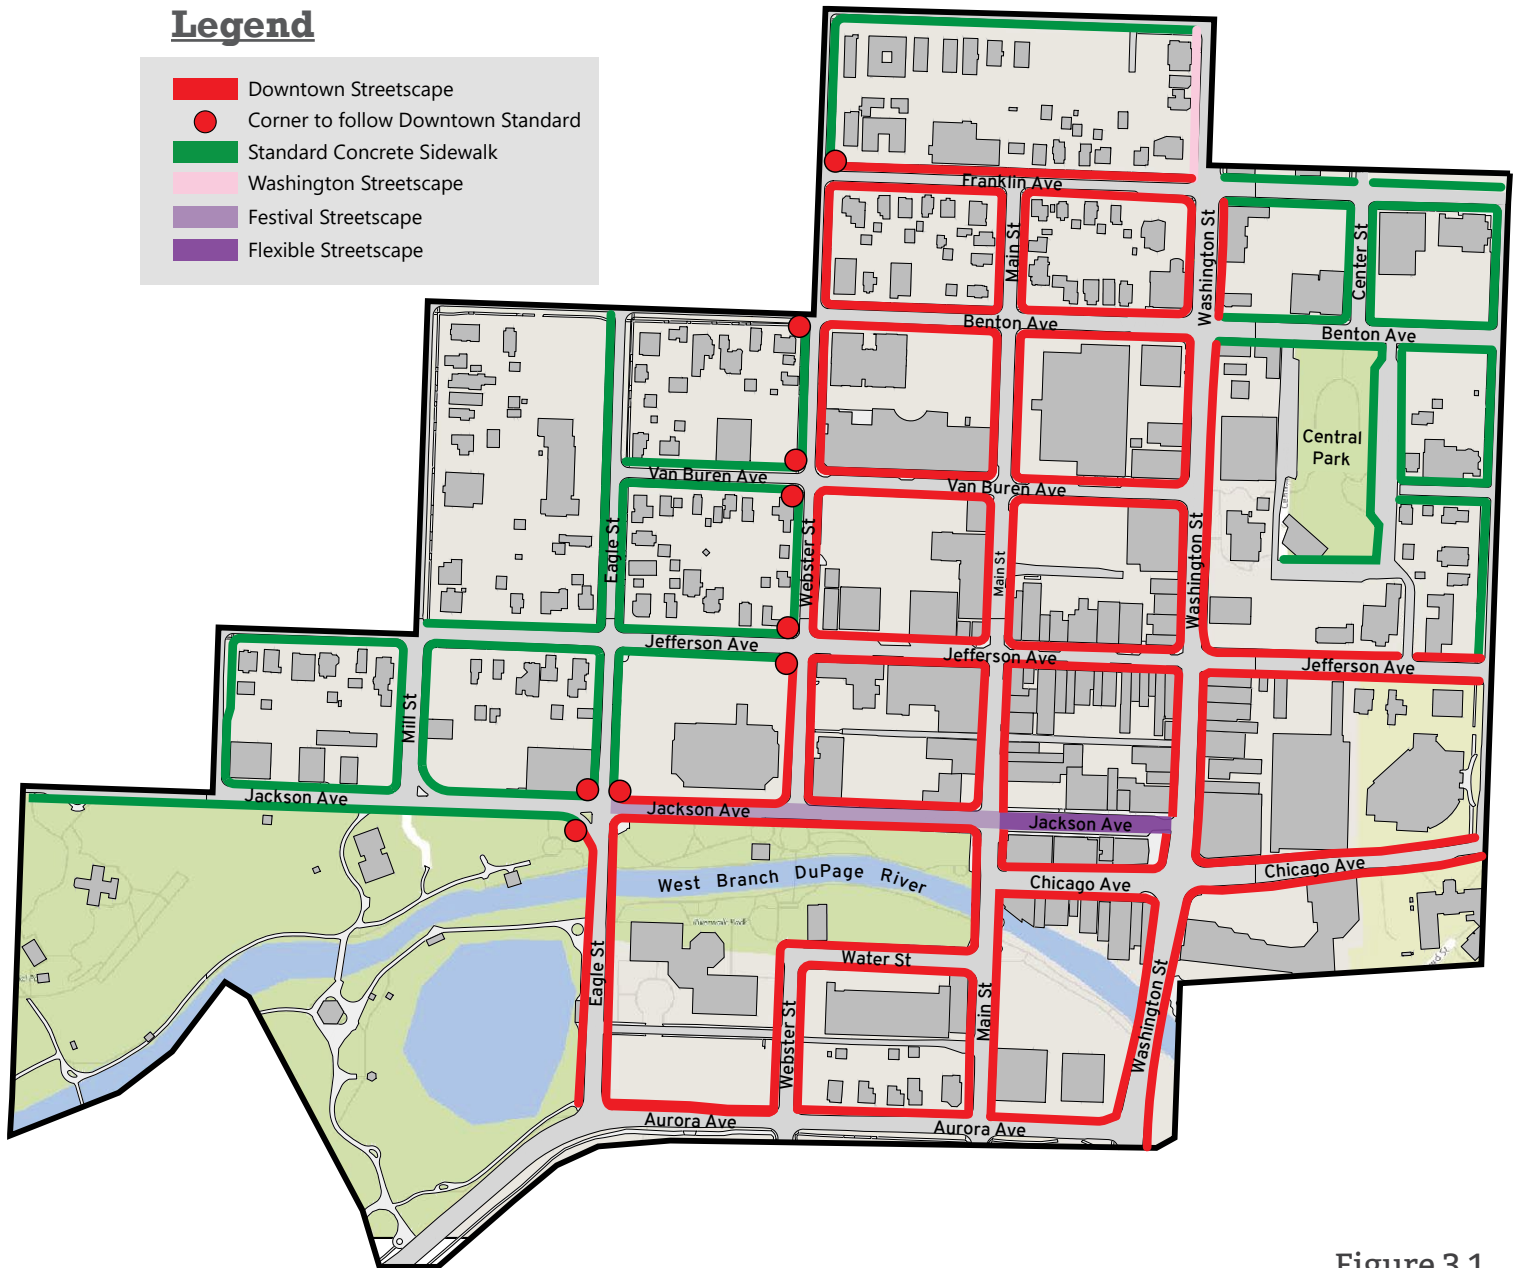 Legend
Downtown Streetscape
Corner to follow Downtown Standard
Standard Concrete Sidewalk
Washington Streetscape
Festival Streetscape
Flexible Streetscape
Franklin Ave
Main St
Washington St
Center St
Benton Ave
Benton Ave
Central
Park
Van Buren Ave
Van Buren Ave
Eagle St
Webster St
Main St
Washington St
Jefferson Ave
Jefferson Ave
Jefferson Ave
Mill St
Jackson Ave
Jackson Ave
Jackson Ave
Chicago Ave
Chicago Ave
West Branch DuPage River
Water St
Eagle St
Webster St
Main St
Washington St
Aurora Ave
Aurora Ave
Figure 3.1